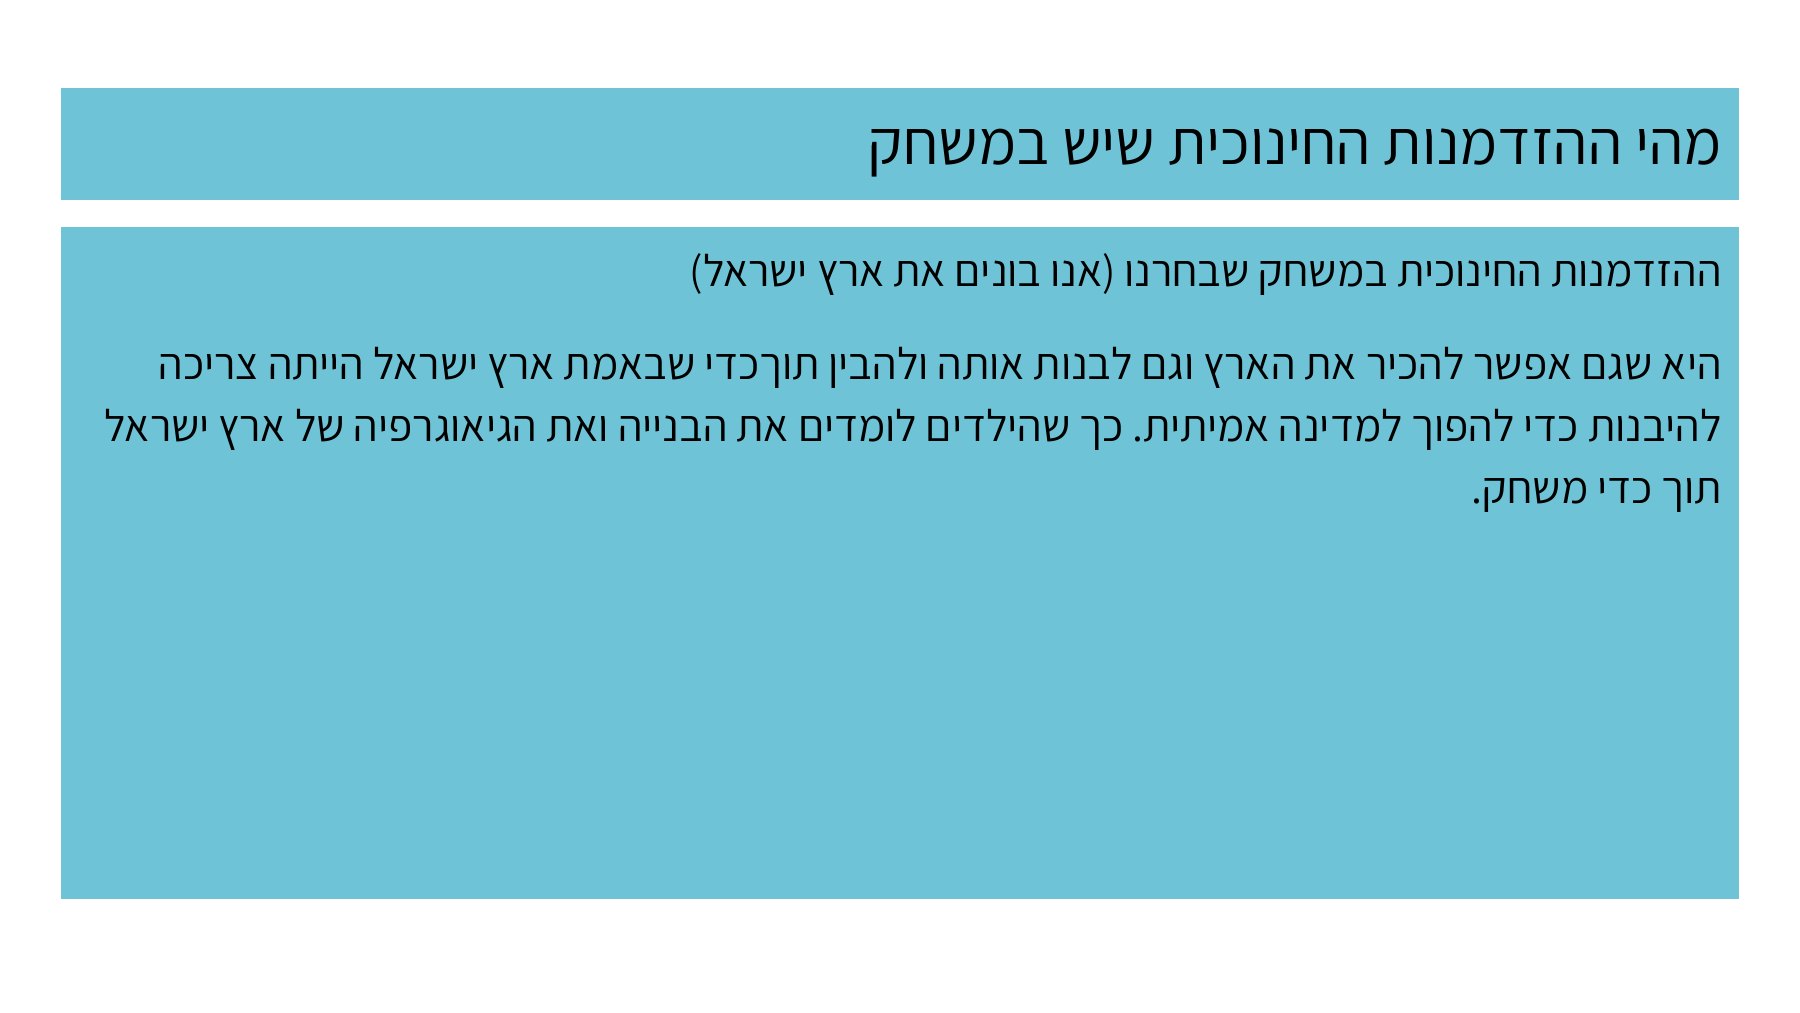 מהי ההזדמנות החינוכית שיש במשחק
ההזדמנות החינוכית במשחק שבחרנו (אנו בונים את ארץ ישראל)
היא שגם אפשר להכיר את הארץ וגם לבנות אותה ולהבין תוךכדי שבאמת ארץ ישראל הייתה צריכה
להיבנות כדי להפוך למדינה אמיתית. כך שהילדים לומדים את הבנייה ואת הגיאוגרפיה של ארץ ישראל
תוך כדי משחק.